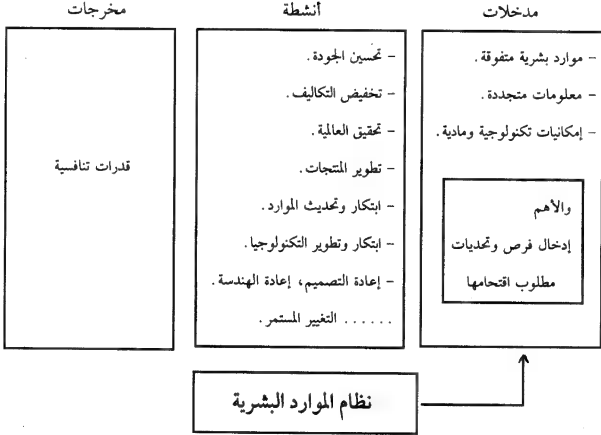 مدخلات
- موارد بشرية متفوقة.
- معلومات متجددة.
- إمكانيات تكنولوجية ومادية.
والأهم
إدخال فرص وتحديات
مطلوب اقتحامها
أنشطة
- تحسين الجودة.
- تخفيض التكاليف.
- تحقيق العالمية.
- تطوير المنتجات.
- ابتكار وتحديث الموارد.
- ابتكار وتطوير التكنولوجيا.
- إعادة التصميم، إعادة الهندسة.
...... التغيير المستمر.
مخرجات
قدرات تنافسية
نظام الموارد البشرية